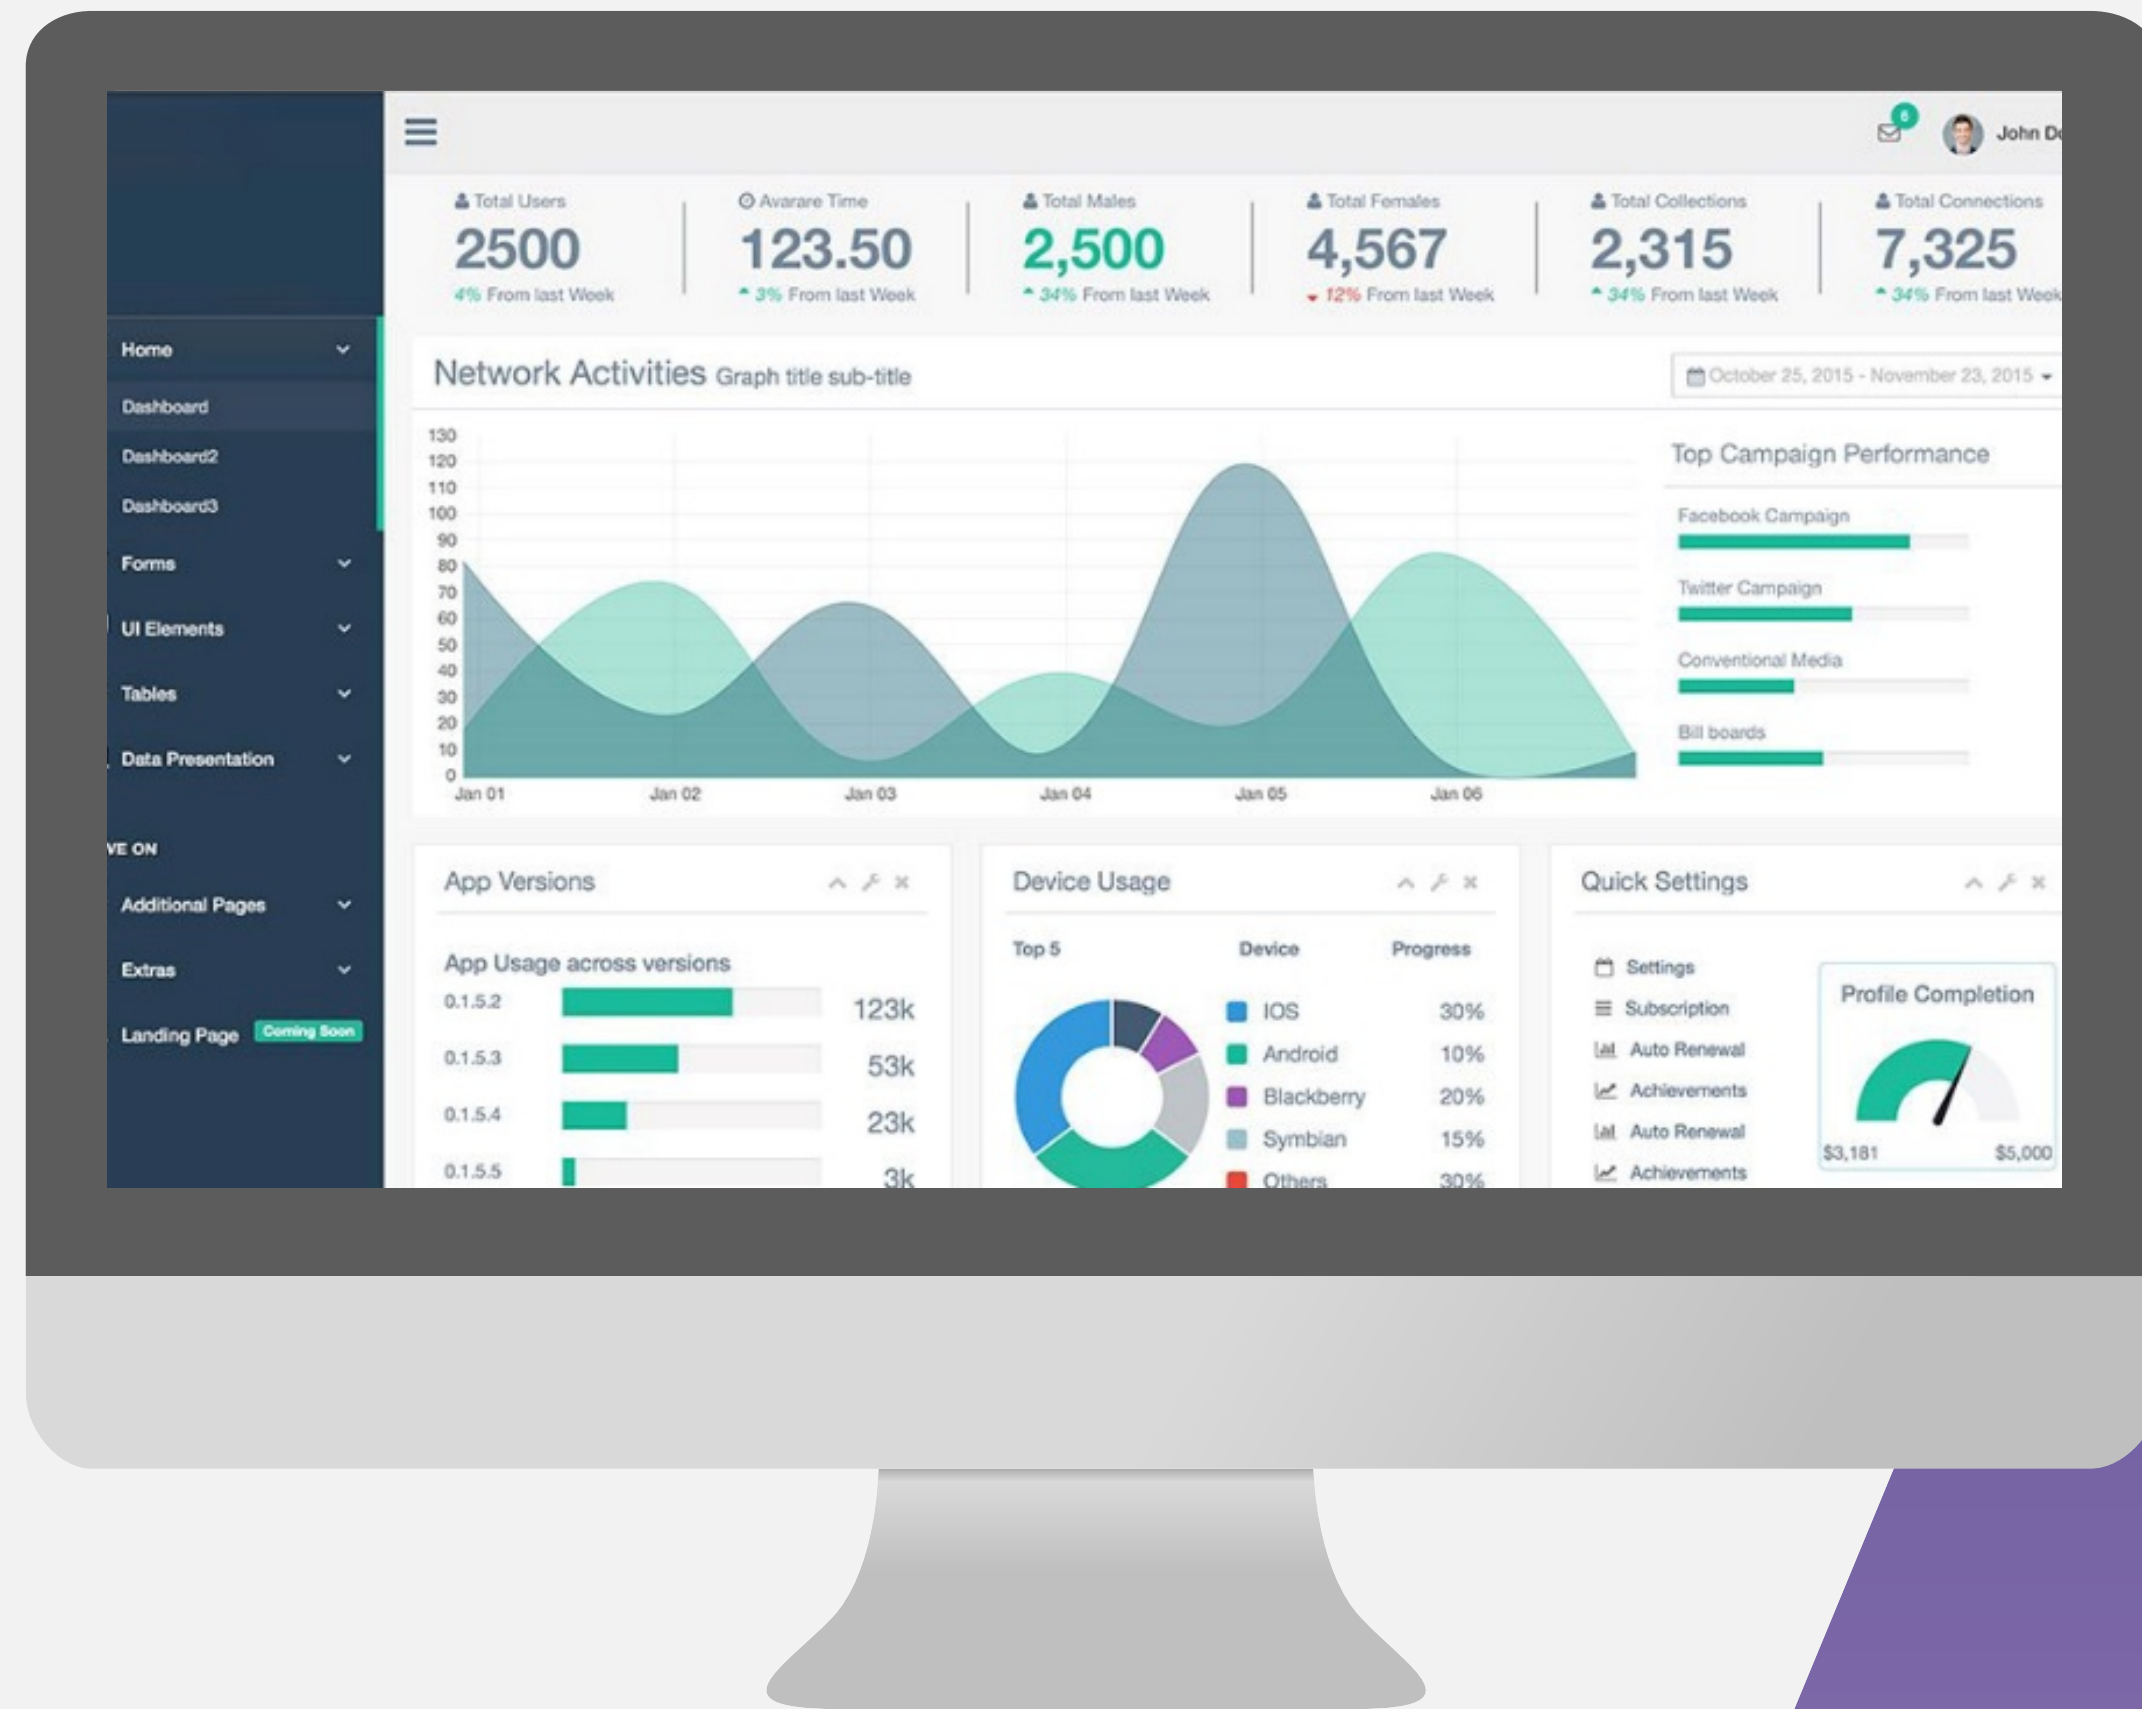 6
John Do
Total Users
2500
4% From last Week
Avarare Time
123.50
3% From last Week
Total Males
2,500
34% From last Week
Total Females
4,567
12% From last Week
Total Collections
2,315
34% From last Week
Total Connections
7,325
34% From last Week
Home
Dashboard
Dashboard2
Dashboard3
Forms
UI Elements
Tables
Data Presentation
VE ON
Additional Pages
Extras
Landing Page Coming Soon
Network Activities Graph title sub-title
October 25, 2015 - November 23, 2015
130
120
110
100
90
80
70
60
50
40
30
20
10
0
Jan 01 Jan 02 Jan 03 Jan 04 Jan 05 Jan 06
Top Campaign Performance
Facebook Campaign
Twitter Campaign
Conventional Media
Bill boards
App Versions
App Usage across versions
0.1.5.2 123k
0.1.5.3 53k
0.1.5.4 23k
0.1.5.5 3k
Device Usage
Top 5 Device Progress
IOS 30%
Android 10%
Blackberry 20%
Symbian 15%
Others 30%
Quick Settings
Settings
Subscription
Auto Renewal
Achievements
Auto Renewal
Achievements
Profile Completion
$3,181 $5,000